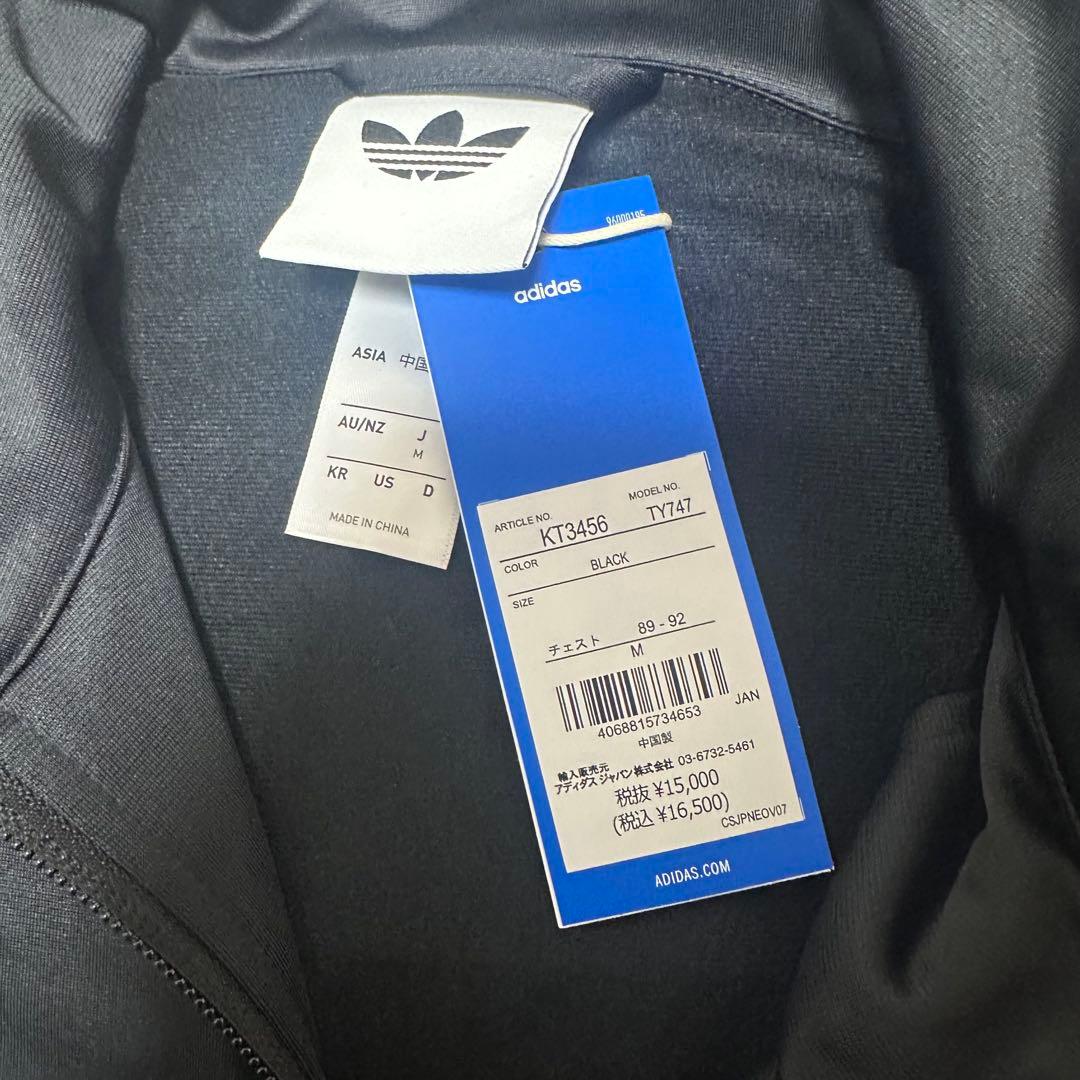 96000195
adidas
ASIA 中国
AU/NZ J
M
KR US D
MADE IN CHINA
ARTICLE NO. MODEL NO.
KT3456 TY747
COLOR BLACK
SIZE
チェスト 89 - 92
M
4068815734653 JAN
中国製
輸入販売元
アディダス ジャパン株式会社 03-6732-5461
税抜 ¥15,000
(税込 ¥16,500)
CSJPNEOV07
ADIDAS.COM